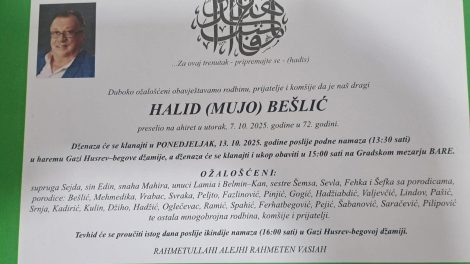 ...Za ovaj trenutak - pripremajte se - (hadis)
Duboko ožalošćeni obavještavamo rodbinu, prijatelje i komšije da je naš dragi
HALID (MUJO) BEŠLIĆ
preselio na ahiret u utorak, 7. 10. 2025. godine u 72. godini.
Dženaza će se klanjati u PONEDJELJAK, 13. 10. 2025. godine poslije podne namaza (13:30 sati)
u haremu Gazi Husrev-begove džamije, a dženaza će se klanjati i ukop obaviti u 15:00 sati na Gradskom mezarju BARE.
O Ž A L O Š Ć E N I :
supruga Sejda, sin Edin, snaha Mahira, unuci Lamia i Belmin-Kan, sestre Šemsa, Sevla, Fehka i Šefka sa porodicama,
porodice: Bešlić, Mehmedika, Vrabac, Svraka, Peljto, Fazlinović, Pinjić, Gogić, Hadžiabdić, Valjevčić, Lindov, Pašić,
Srnja, Kadirić, Kulin, Džiho, Hadžić, Oglečevac, Ramić, Spahić, Ferhatbegović, Pejić, Šabanović, Saračević, Pilipović
te ostala mnogobrojna rodbina, komšije i prijatelji.
Tevhid će se proučiti istog dana poslije ikindije namaza (16:00 sati) u Gazi Husrev-begovoj džamiji.
RAHMETULLAHI ALEJHI RAHMETEN VASIAH